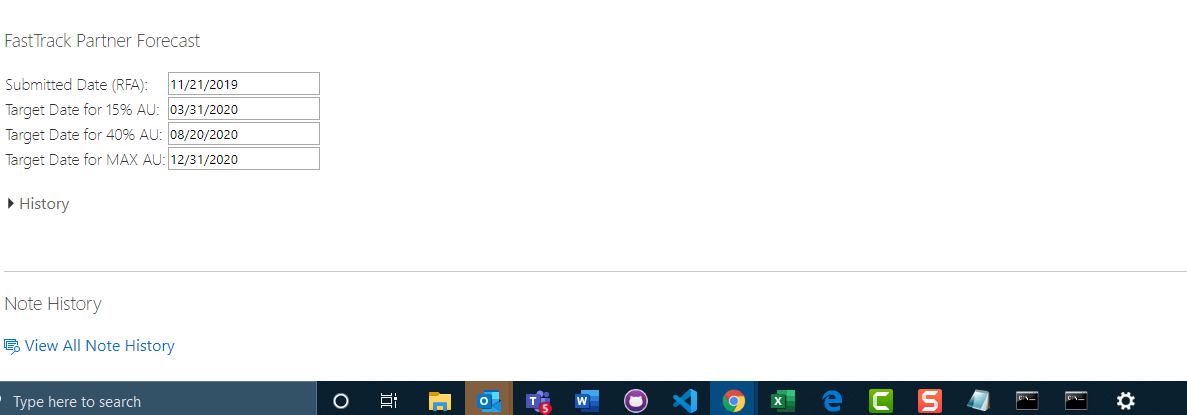 FastTrack Partner Forecast
Submitted Date (RFA): 11/21/2019
Target Date for 15% AU: 03/31/2020
Target Date for 40% AU: 08/20/2020
Target Date for MAX AU: 12/31/2020
History
Note History
View All Note History
Type here to search
O
T 5
W
X
C
S
C:\
C:\